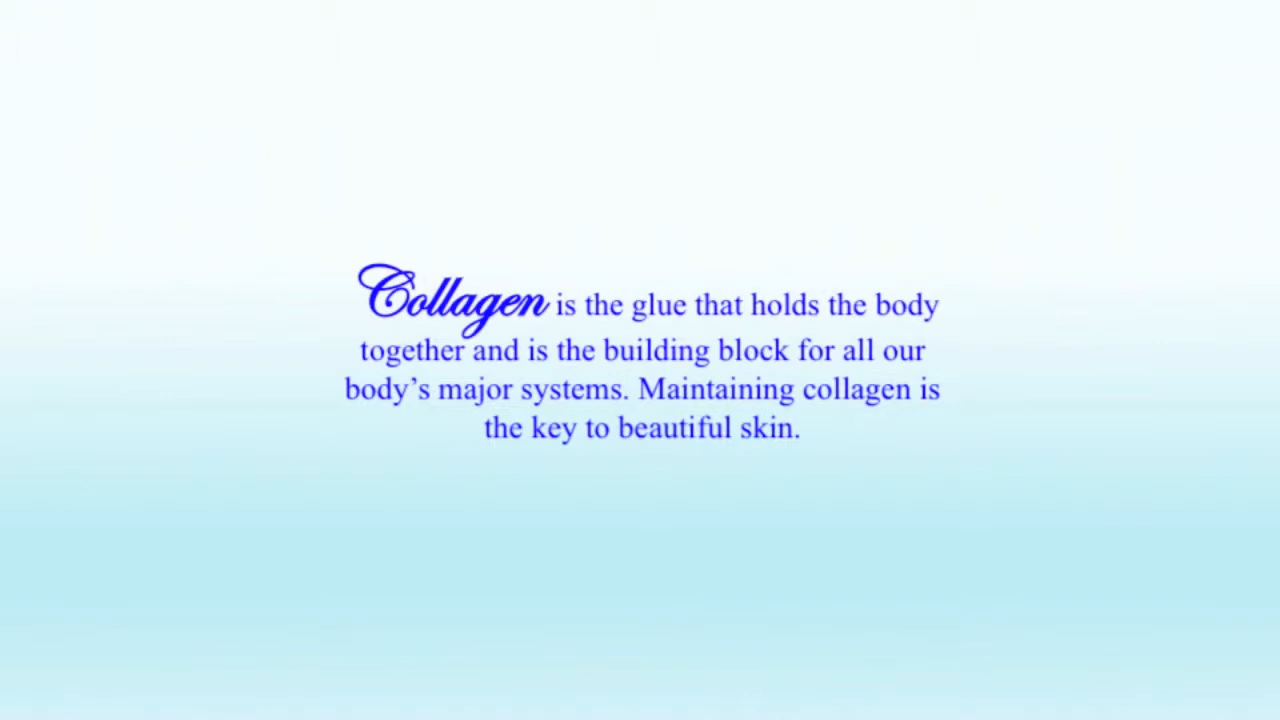 Collagen is the glue that holds the body
together and is the building block for all our
body’s major systems. Maintaining collagen is
the key to beautiful skin.